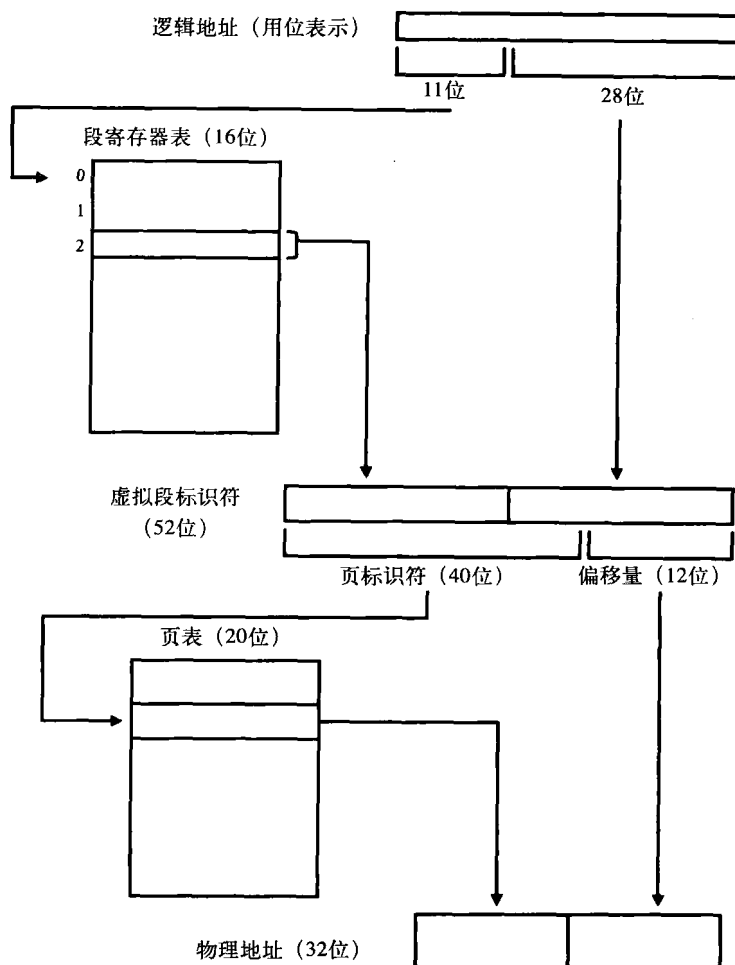 逻辑地址（用位表示）
11位
28位
段寄存器表（16位）
0
1
2
虚拟段标识符
（52位）
页标识符（40位）
偏移量（12位）
页表（20位）
物理地址（32位）